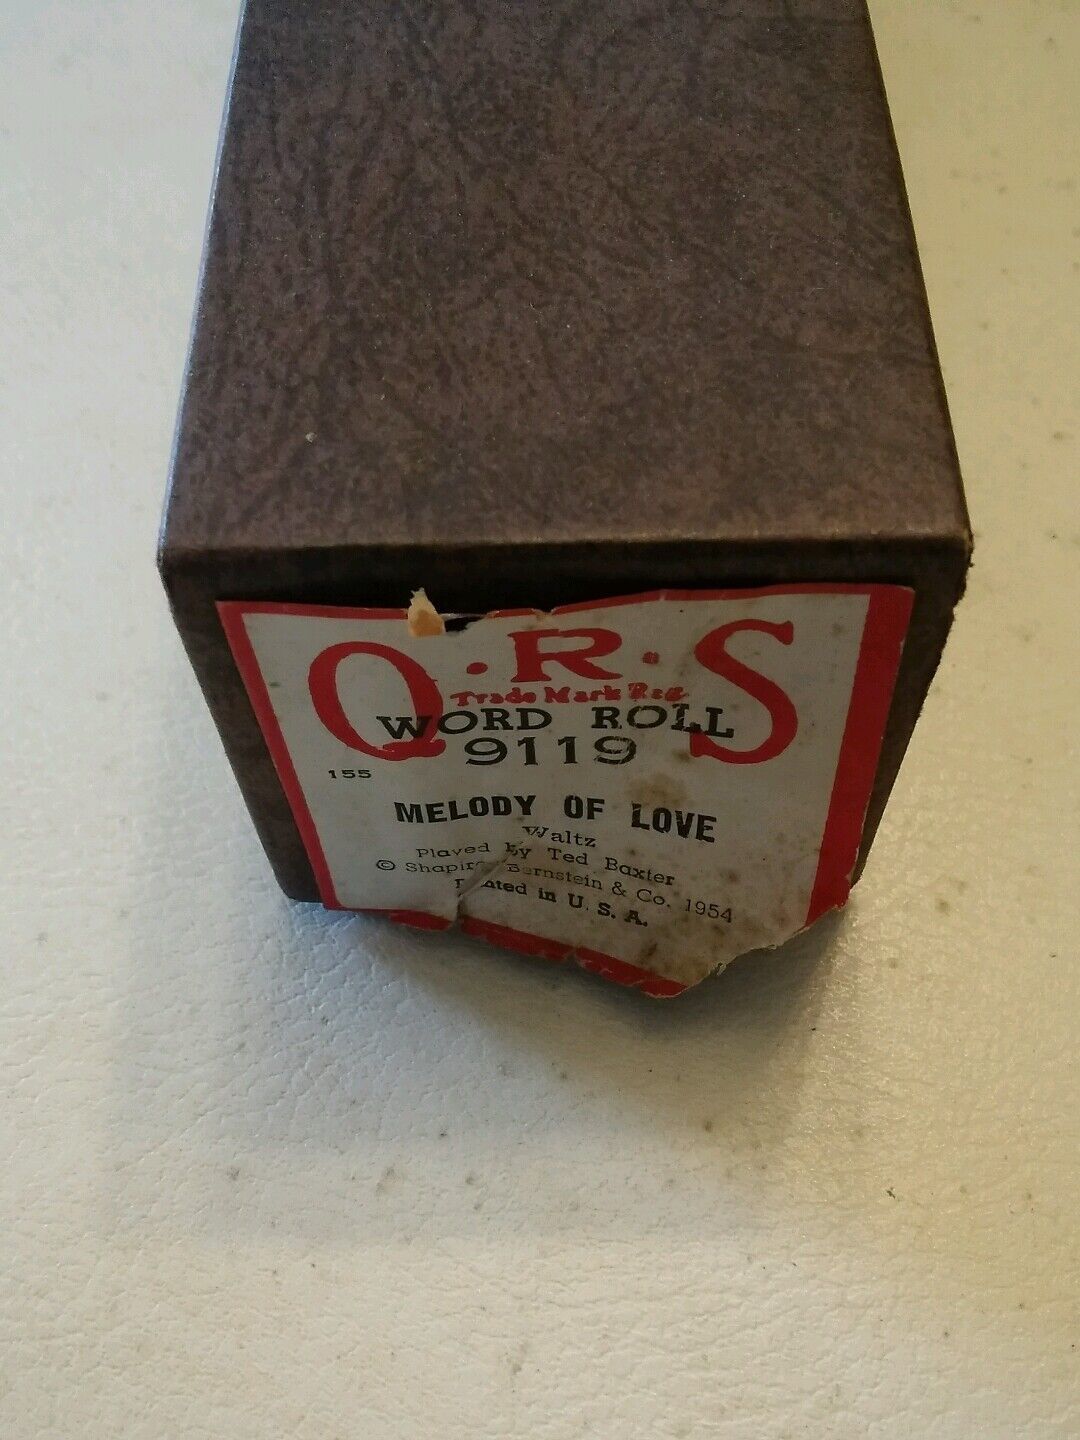 Q·R·S
Trade Mark Reg
WORD ROLL
9119
155
MELODY OF LOVE
Waltz
Played by Ted Baxter
© Shapiro Bernstein & Co. 1954
Printed in U. S. A.